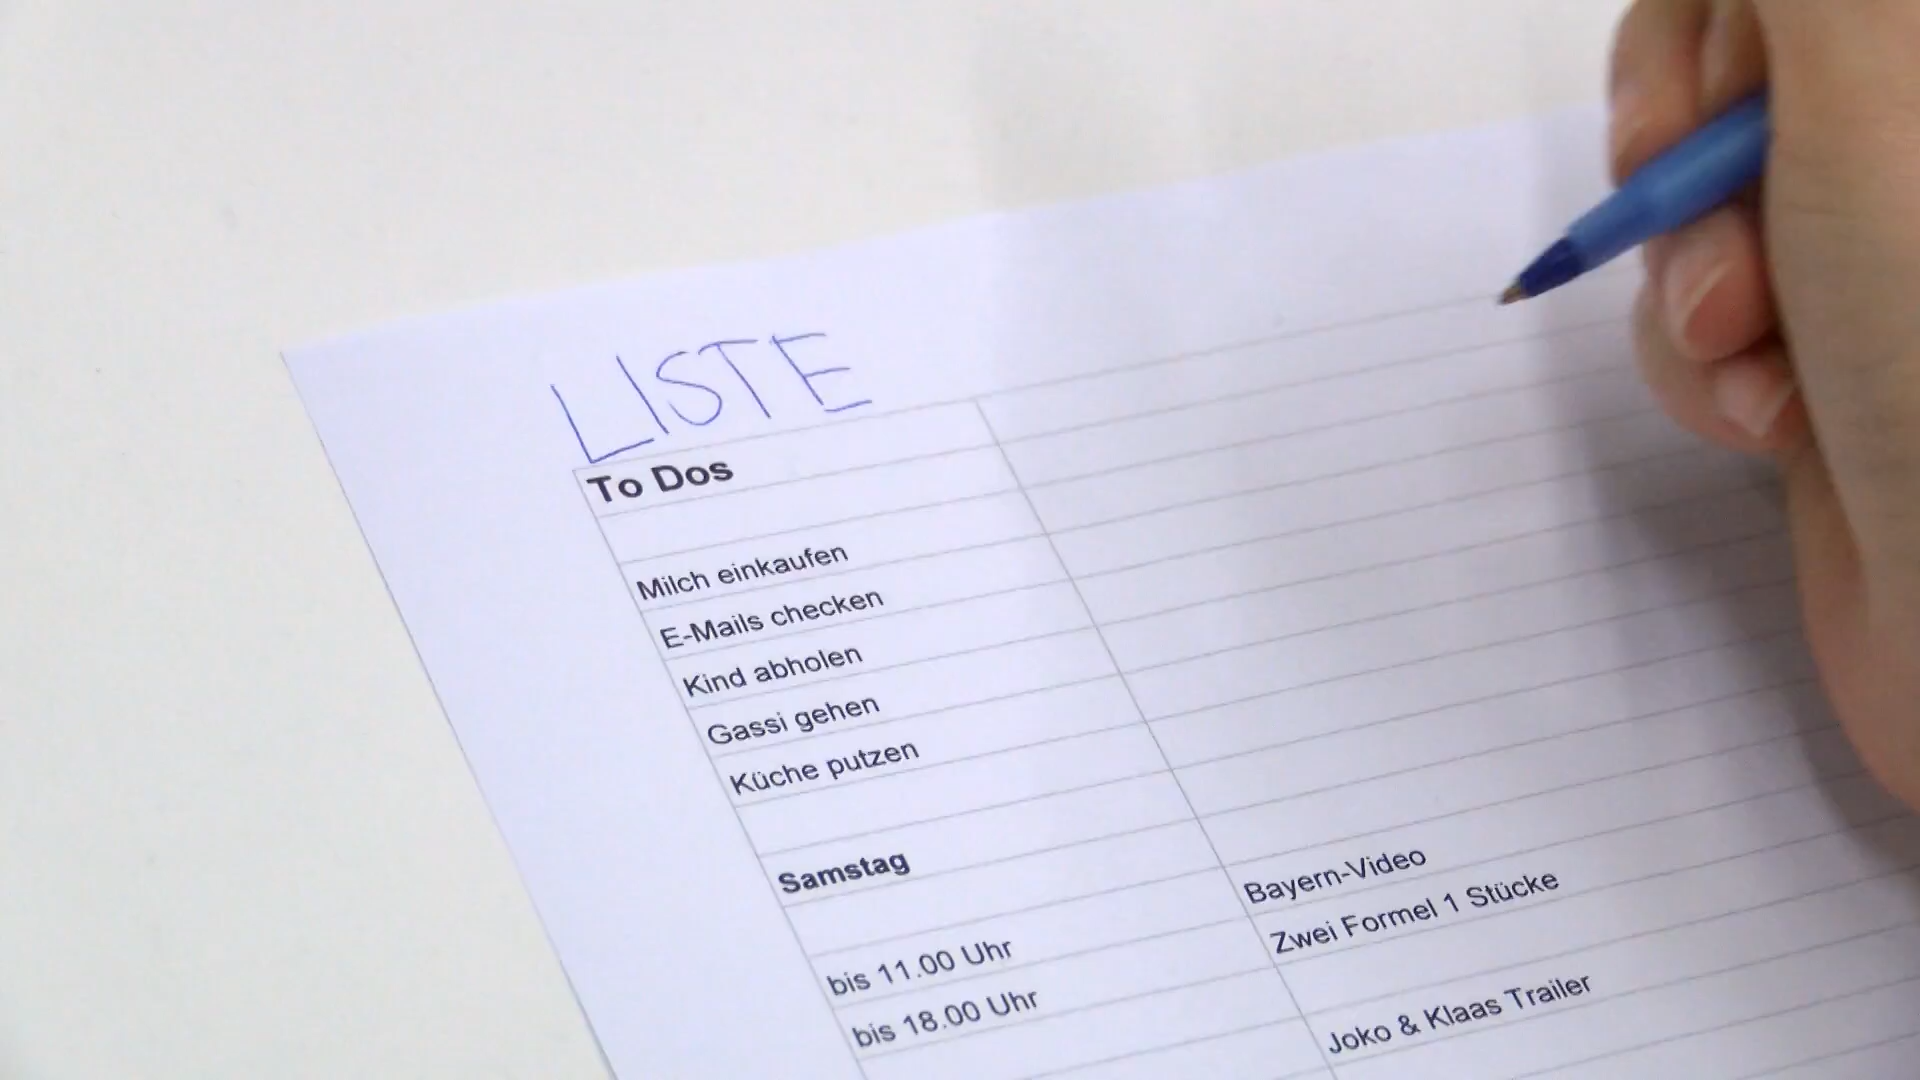 LISTE
To Dos
Milch einkaufen
E-Mails checken
Kind abholen
Gassi gehen
Küche putzen
Samstag
bis 11.00 Uhr Bayern-Video
bis 18.00 Uhr Zwei Formel 1 Stücke
Joko & Klaas Trailer